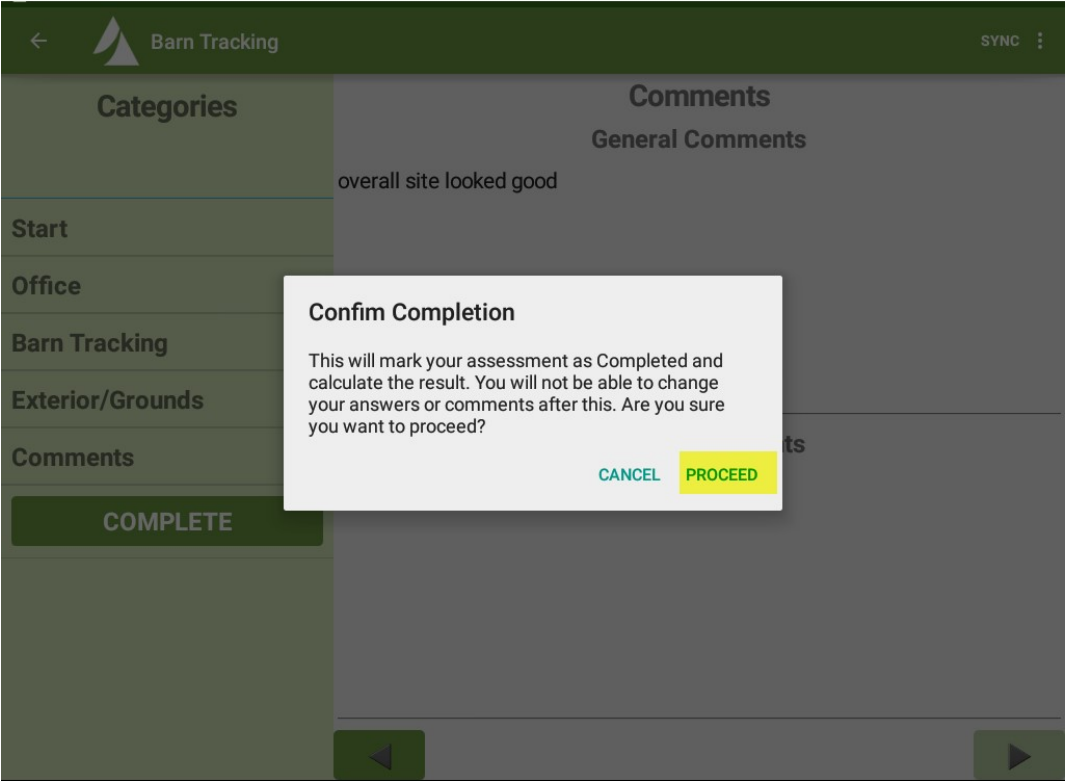 Barn Tracking
SYNC
Categories
Start
Office
Barn Tracking
Exterior/Grounds
Comments
COMPLETE
Comments
General Comments
overall site looked good
Confim Completion
This will mark your assessment as Completed and
calculate the result. You will not be able to change
your answers or comments after this. Are you sure
you want to proceed?
CANCEL
PROCEED